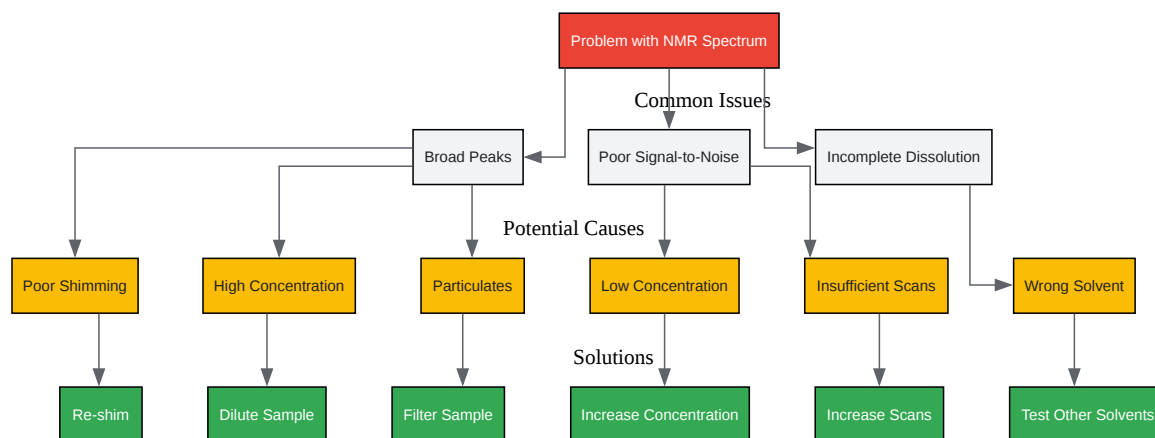 Problem with NMR Spectrum
Common Issues
Broad Peaks
Poor Signal-to-Noise
Incomplete Dissolution
Potential Causes
Poor Shimming
High Concentration
Particulates
Low Concentration
Insufficient Scans
Wrong Solvent
Solutions
Re-shim
Dilute Sample
Filter Sample
Increase Concentration
Increase Scans
Test Other Solvents